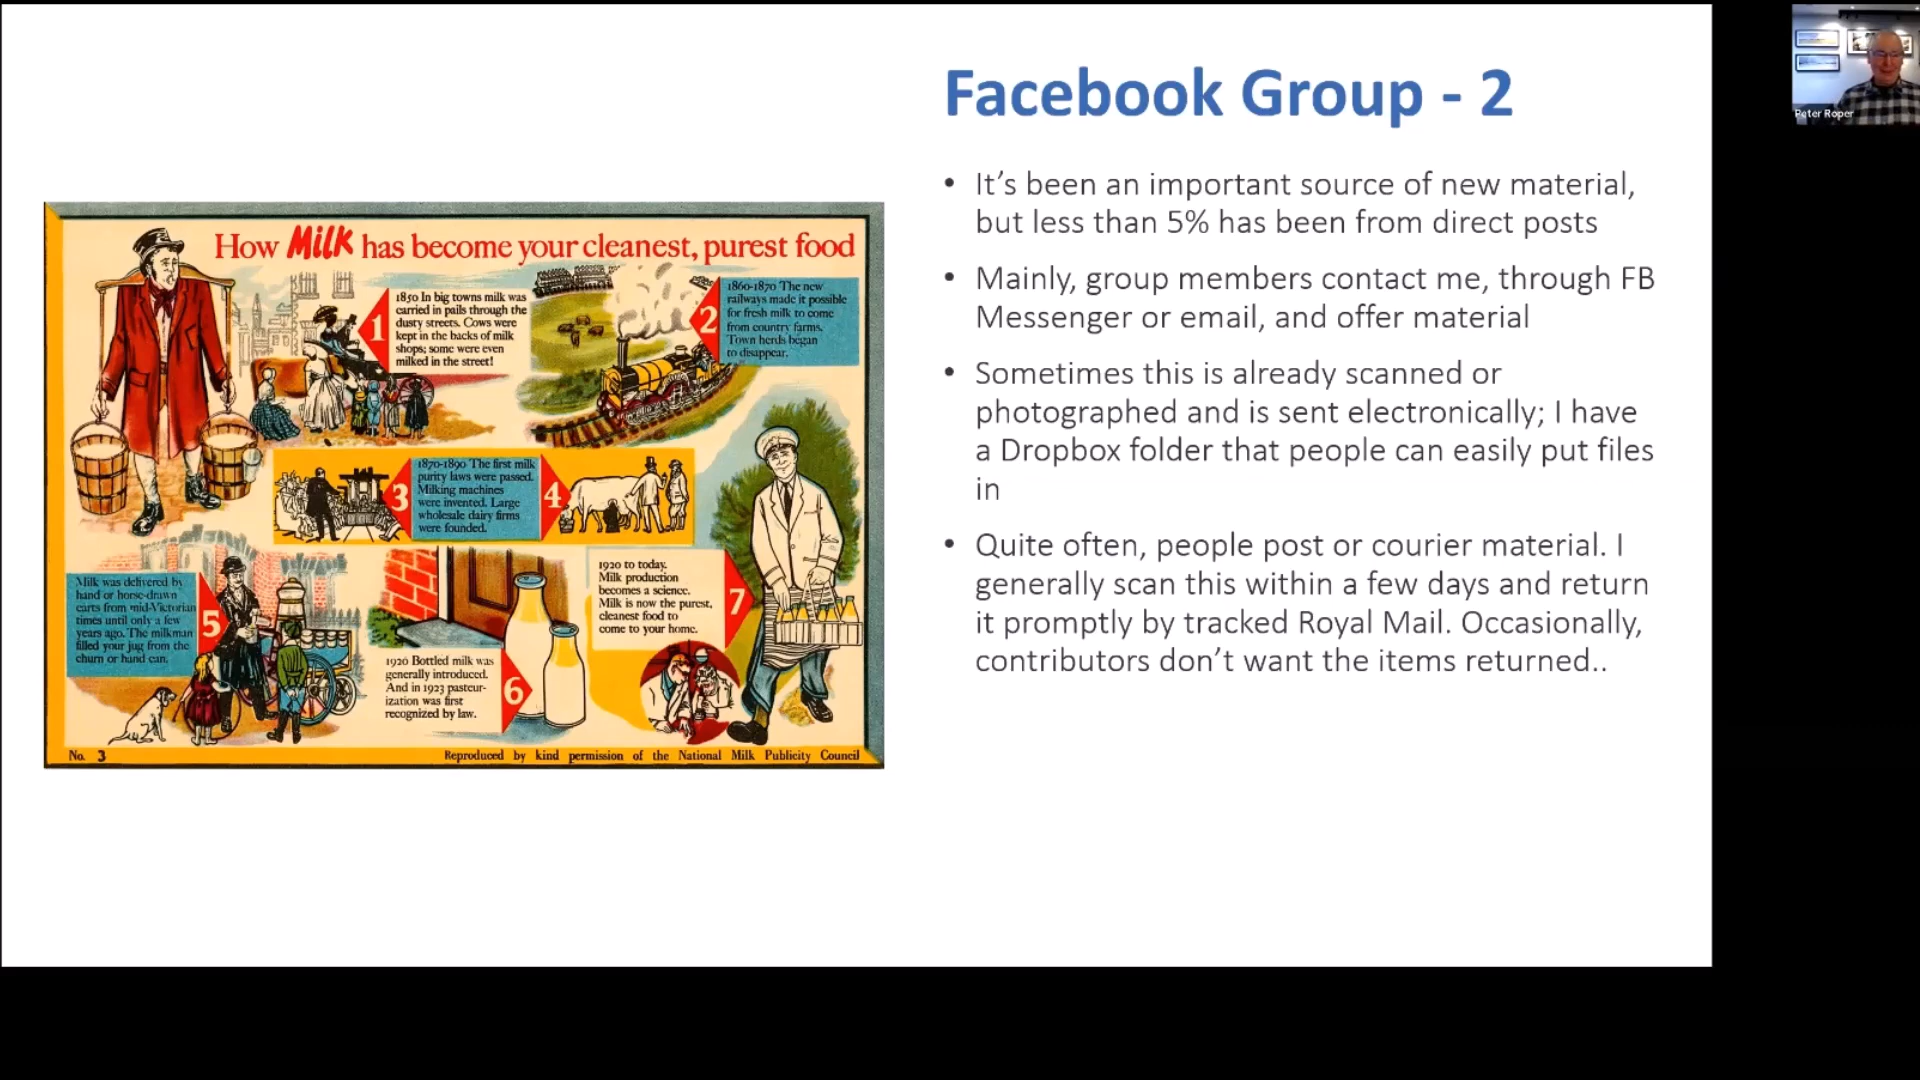 Facebook Group - 2
• It’s been an important source of new material,
but less than 5% has been from direct posts
• Mainly, group members contact me, through FB
Messenger or email, and offer material
• Sometimes this is already scanned or
photographed and is sent electronically; I have
a Dropbox folder that people can easily put files
in
• Quite often, people post or courier material. I
generally scan this within a few days and return
it promptly by tracked Royal Mail. Occasionally,
contributors don’t want the items returned..
How MILK has become your cleanest, purest food
1
1850 In big towns milk was
carried in pails through the
dusty streets. Cows were
kept in the backs of milk
shops; some were even
milked in the street!
2
1860-1870 The new
railways made it possible
for fresh milk to come
from country farms.
Town herds began
to disappear.
3
1870-1890 The first milk
purity laws were passed.
Milking machines
were invented. Large
wholesale dairy firms
were founded.
4
Milk was delivered by
hand or horse-drawn
carts from mid-Victorian
times until only a few
years ago. The milkman
filled your jug from the
churn or hand can.
5
1920 Bottled milk was
generally introduced.
And in 1923 pasteur-
ization was first
recognized by law.
6
1920 to today.
Milk production
becomes a science.
Milk is now the purest,
cleanest food to
come to your home.
7
No. 3
Reproduced by kind permission of the National Milk Publicity Council
Peter Roper